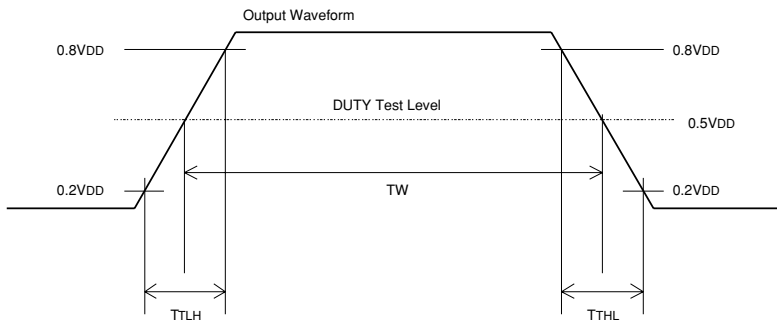 Output Waveform
0.8VDD
0.8VDD
DUTY Test Level
0.5VDD
0.2VDD
TW
0.2VDD
TTLH
TTHL